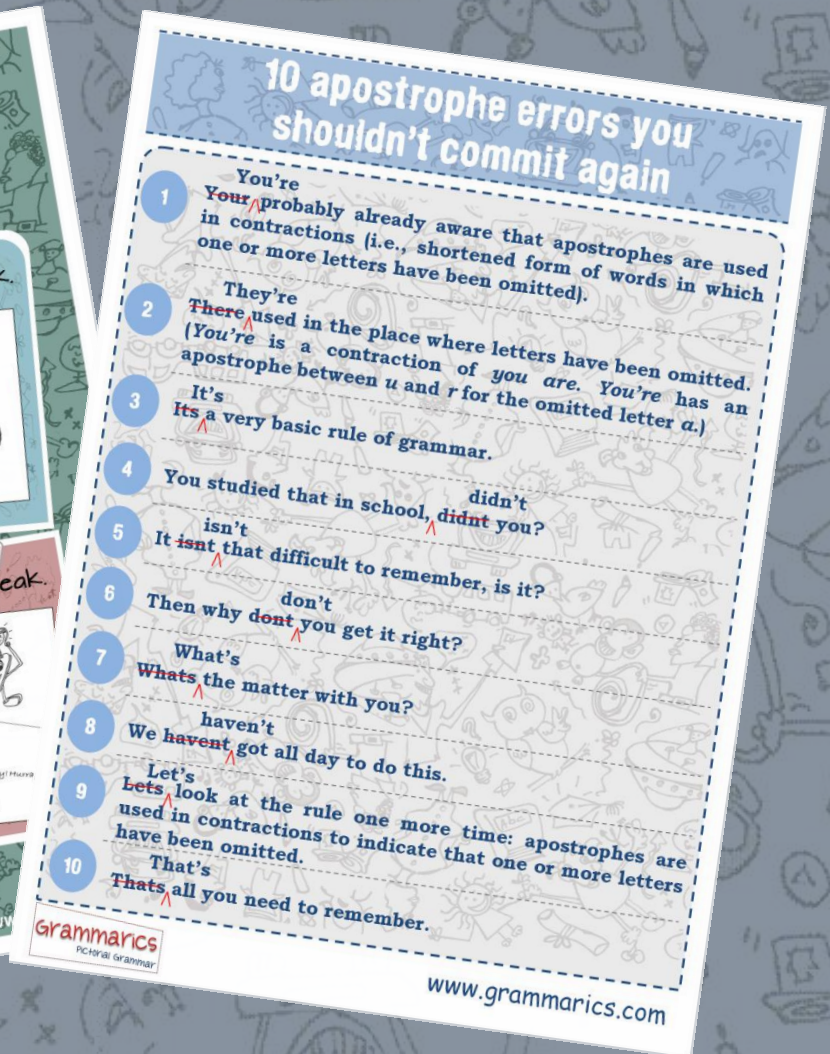 10 apostrophe errors you
shouldn't commit again
1
You're
Your probably already aware that apostrophes are used
in contractions (i.e., shortened form of words in which
one or more letters have been omitted).
2
They're
There used in the place where letters have been omitted.
(You're is a contraction of you are. You're has an
apostrophe between u and r for the omitted letter a.)
3
It's
Its a very basic rule of grammar.
4
didn't
You studied that in school, didnt you?
5
isn't
It isnt that difficult to remember, is it?
6
don't
Then why dont you get it right?
7
What's
Whats the matter with you?
8
haven't
We havent got all day to do this.
9
Let's
Lets look at the rule one more time: apostrophes are
used in contractions to indicate that one or more letters
have been omitted.
10
That's
Thats all you need to remember.
Grammarics
Pictorial Grammar
www.grammarics.com